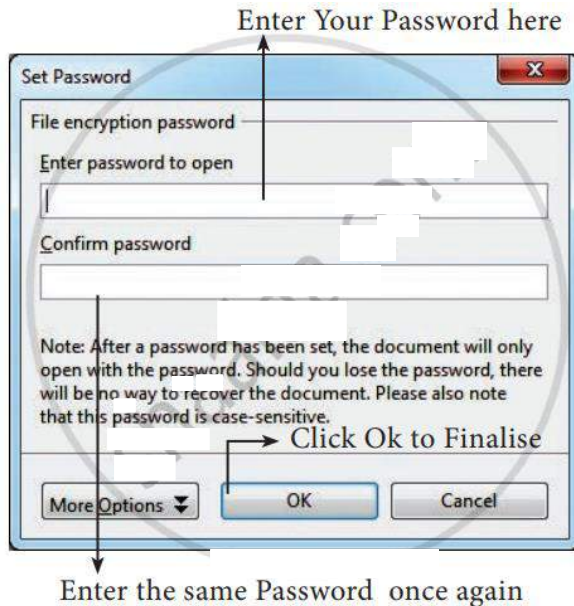 Enter Your Password here
Set Password
File encryption password
Enter password to open
Confirm password
Note: After a password has been set, the document will only
open with the password. Should you lose the password, there
will be no way to recover the document. Please also note
that this password is case-sensitive.
Click Ok to Finalise
More Options
OK
Cancel
Enter the same Password once again